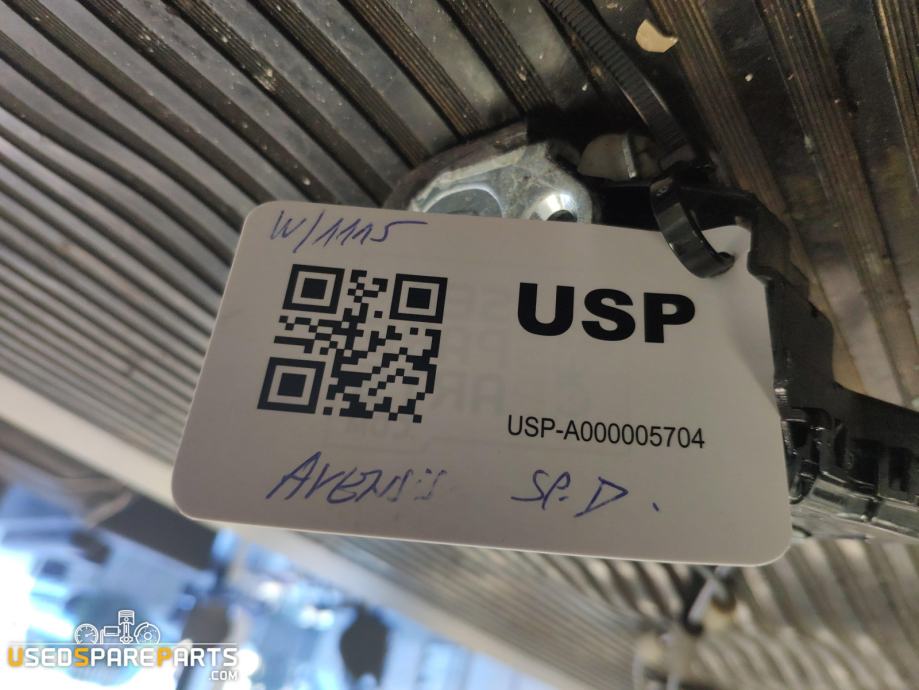 W/1115
USP
USP-A000005704
AVENSIS SP.D.
USEDSPAREPARTS
.COM